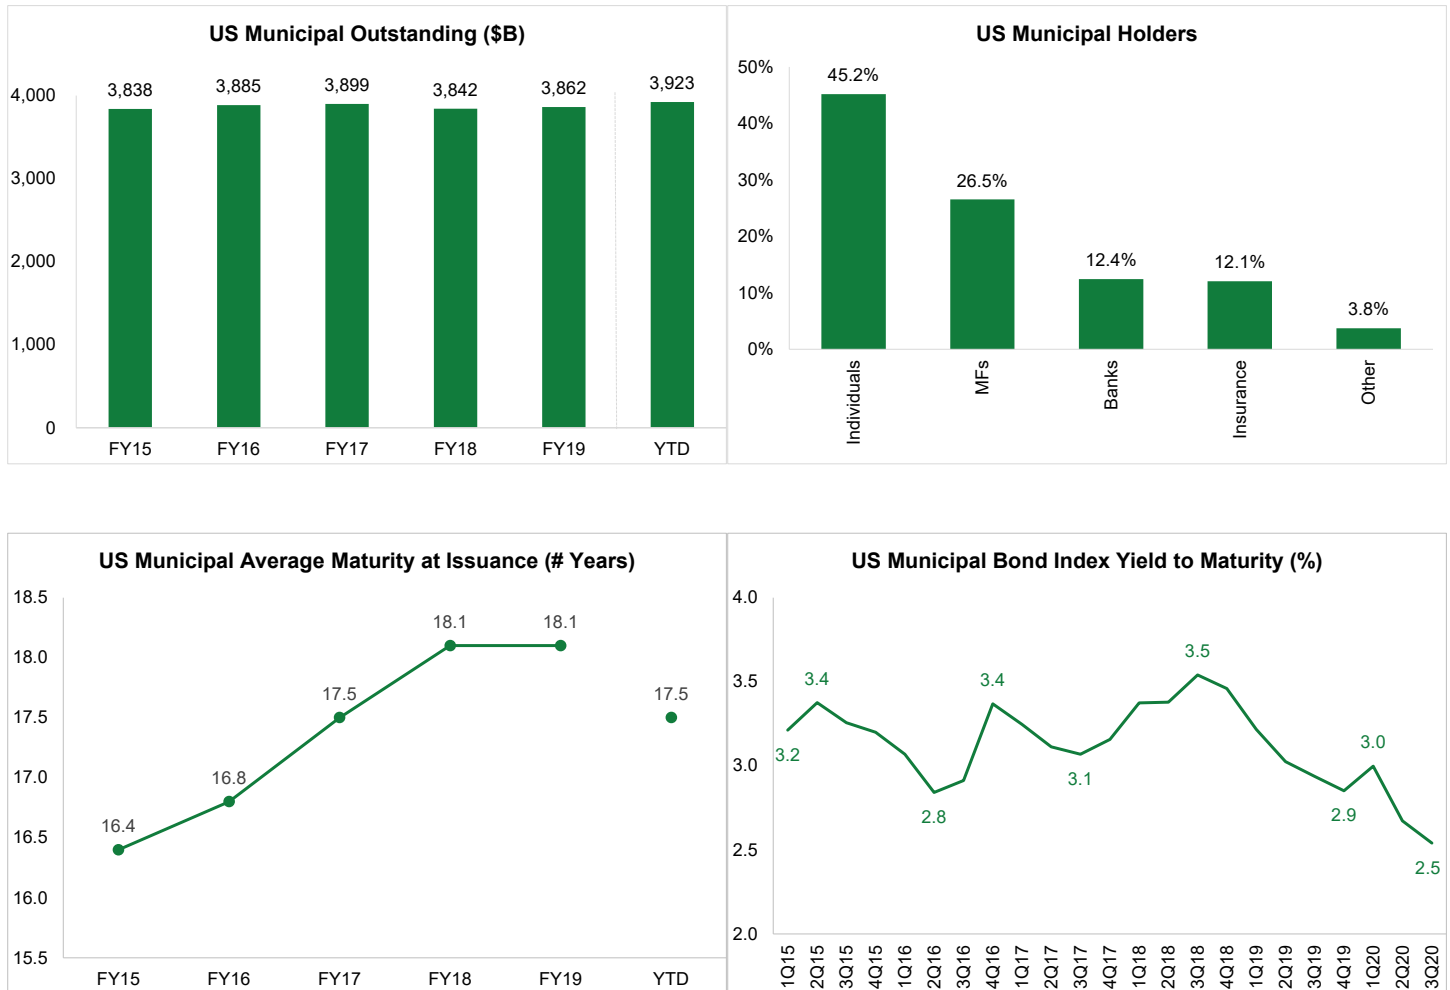 US Municipal Outstanding ($B)
4,000
3,000
2,000
1,000
0
3,838
3,885
3,899
3,842
3,862
3,923
FY15
FY16
FY17
FY18
FY19
YTD
US Municipal Holders
50%
40%
30%
20%
10%
0%
45.2%
26.5%
12.4%
12.1%
3.8%
Individuals
MFs
Banks
Insurance
Other
US Municipal Average Maturity at Issuance (# Years)
18.5
18.0
17.5
17.0
16.5
16.0
15.5
16.4
16.8
17.5
18.1
18.1
17.5
FY15
FY16
FY17
FY18
FY19
YTD
US Municipal Bond Index Yield to Maturity (%)
4.0
3.5
3.0
2.5
2.0
3.2
3.4
2.8
3.4
3.1
3.5
2.9
3.0
2.5
1Q15
2Q15
3Q15
4Q15
1Q16
2Q16
3Q16
4Q16
1Q17
2Q17
3Q17
4Q17
1Q18
2Q18
3Q18
4Q18
1Q19
2Q19
3Q19
4Q19
1Q20
2Q20
3Q20